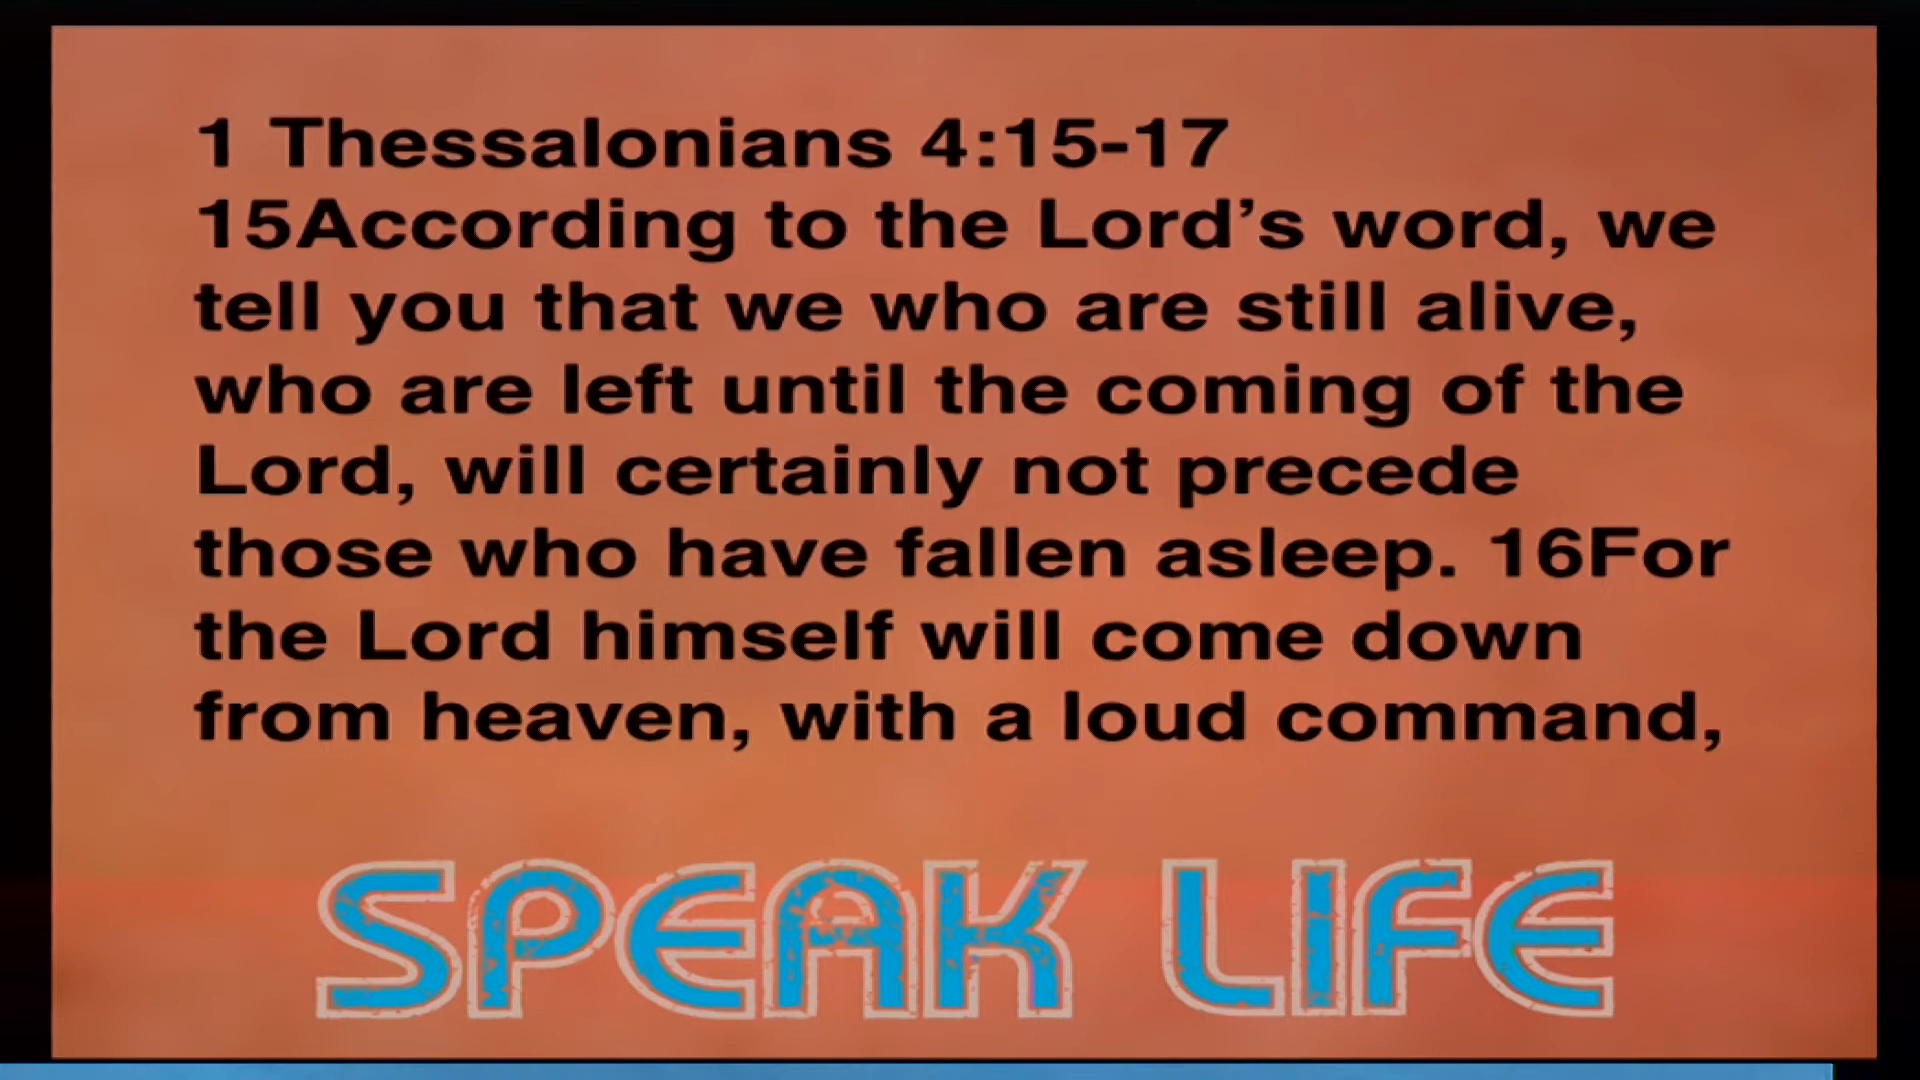 1 Thessalonians 4:15-17
15According to the Lord’s word, we
tell you that we who are still alive,
who are left until the coming of the
Lord, will certainly not precede
those who have fallen asleep. 16For
the Lord himself will come down
from heaven, with a loud command,
SPEAK LIFE